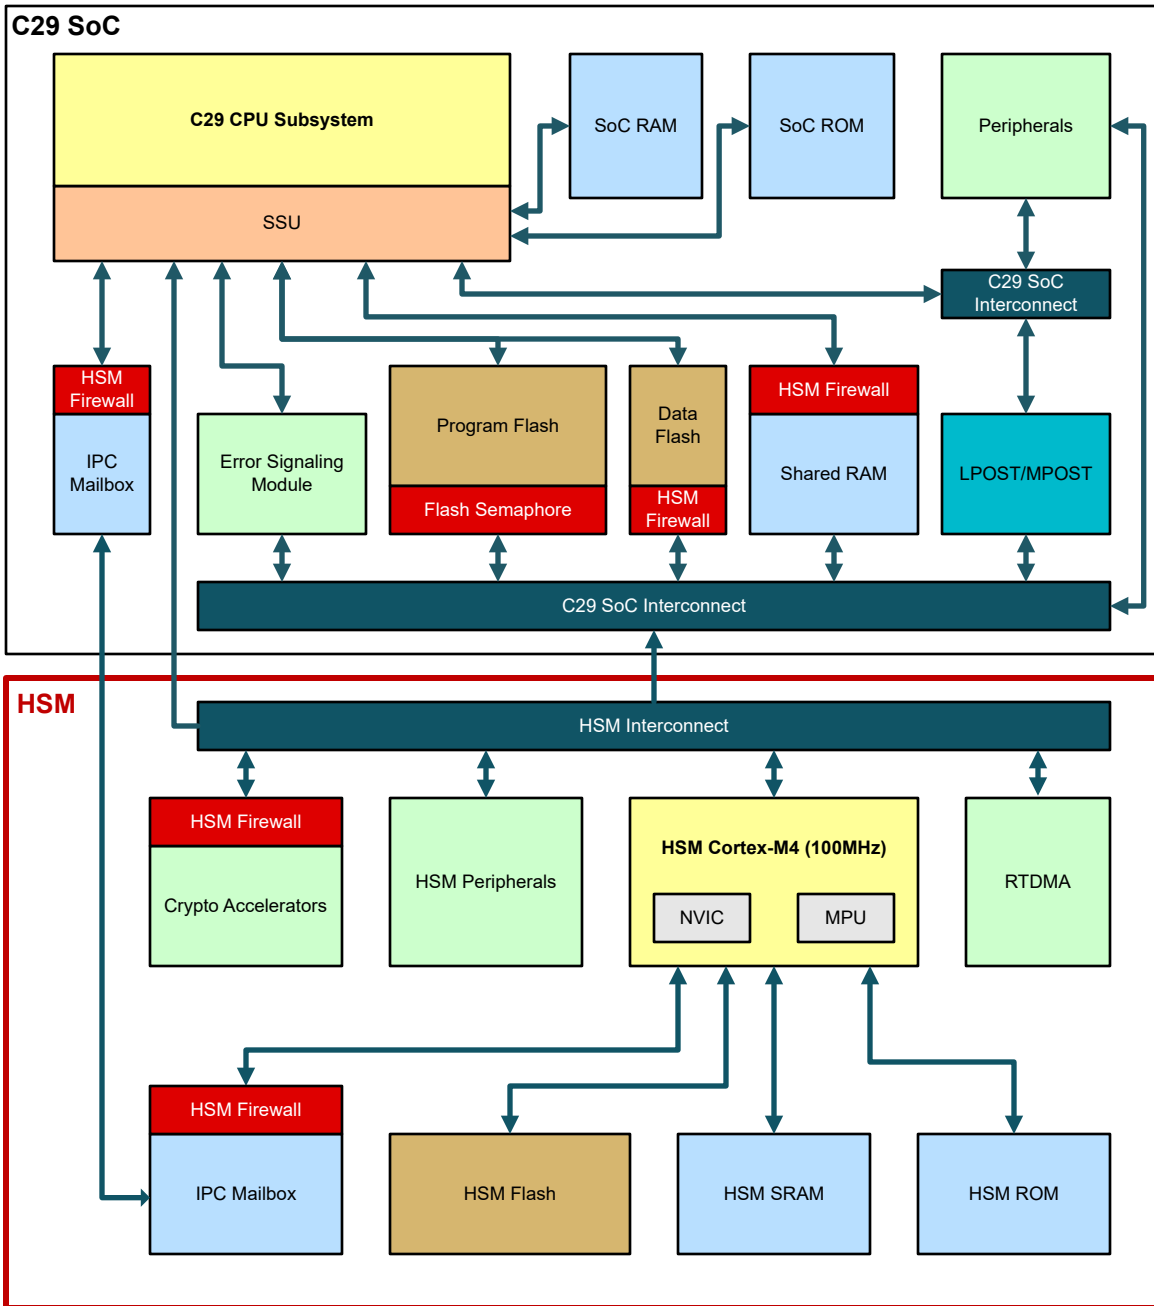 C29 SoC
C29 CPU Subsystem
SSU
SoC RAM
SoC ROM
Peripherals
C29 SoC
Interconnect
HSM
Firewall
IPC
Mailbox
Error Signaling
Module
Program Flash
Flash Semaphore
Data
Flash
HSM
Firewall
HSM Firewall
Shared RAM
LPOST/MPOST
C29 SoC Interconnect
HSM
HSM Interconnect
HSM Firewall
Crypto Accelerators
HSM Peripherals
HSM Cortex-M4 (100MHz)
NVIC
MPU
RTDMA
HSM Firewall
IPC Mailbox
HSM Flash
HSM SRAM
HSM ROM